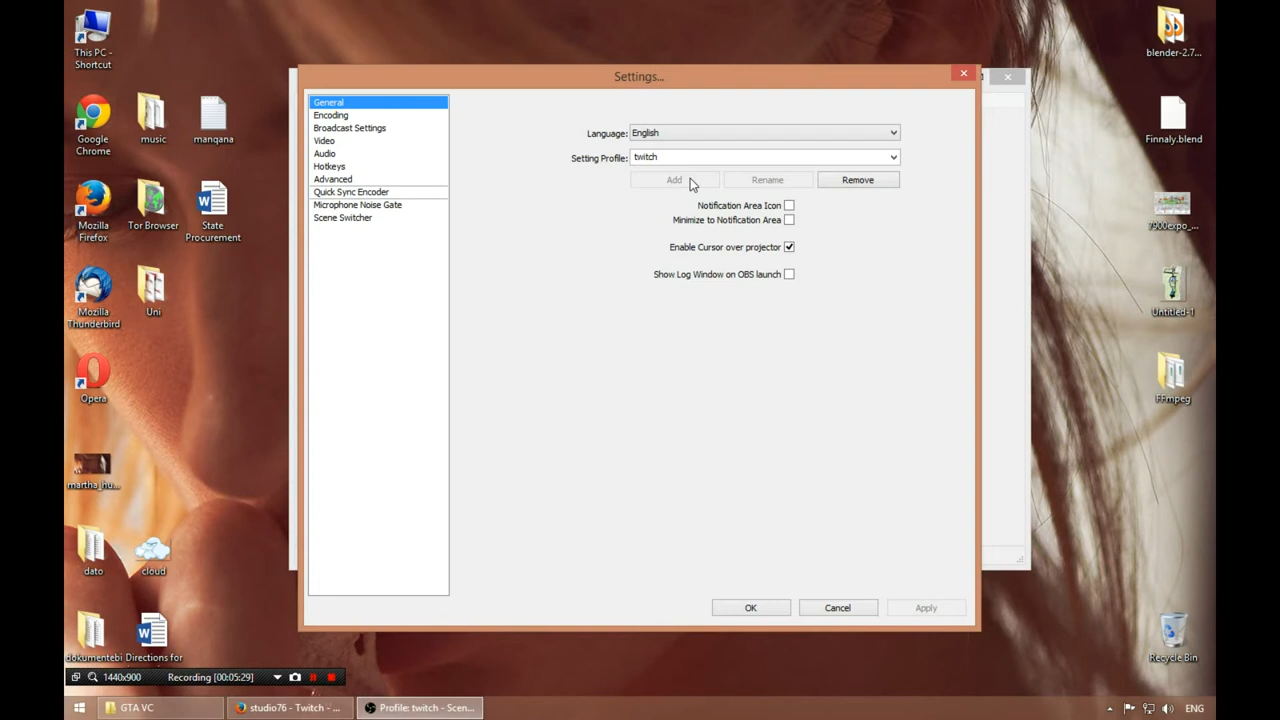 This PC -
Shortcut
Google
Chrome
music
manqana
Mozilla
Firefox
Tor Browser
State
Procurement
Mozilla
Thunderbird
Uni
Opera
martha_hu...
dato
cloud
dokumentebi
Directions for
blender-2.7...
Finnaly.blend
7900expo_...
Untitled-1
FFmpeg
Recycle Bin
Settings...
General
Encoding
Broadcast Settings
Video
Audio
Hotkeys
Advanced
Quick Sync Encoder
Microphone Noise Gate
Scene Switcher
Language: English
Setting Profile: twitch
Add Rename Remove
Notification Area Icon
Minimize to Notification Area
Enable Cursor over projector
Show Log Window on OBS launch
OK Cancel Apply
1440x900 Recording [00:05:29]
GTA VC
studio76 - Twitch - ...
Profile: twitch - Scen...
ENG